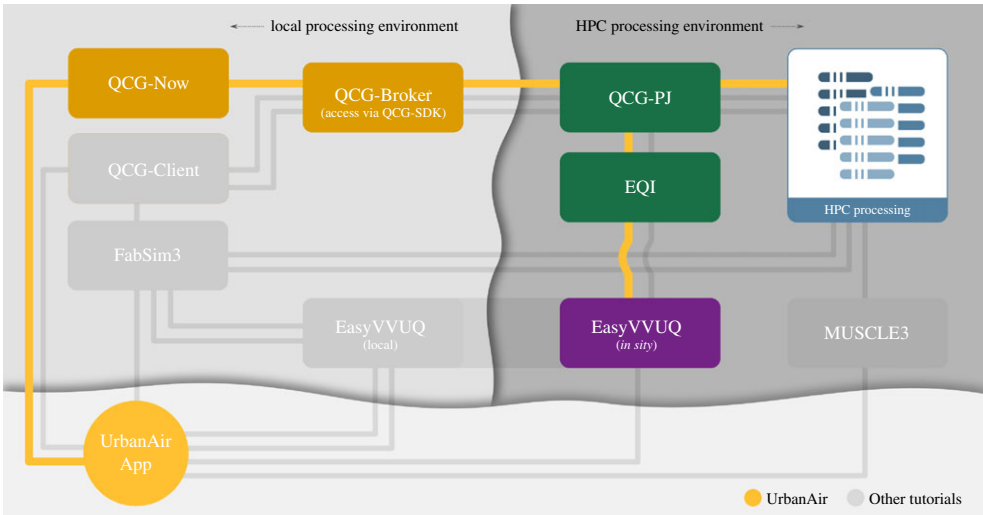 local processing environment
HPC processing environment
QCG-Now
QCG-Broker
(access via QCG-SDK)
QCG-PJ
QCG-Client
EQI
HPC processing
FabSim3
EasyVVUQ
(local)
EasyVVUQ
(in sity)
MUSCLE3
UrbanAir
App
UrbanAir
Other tutorials